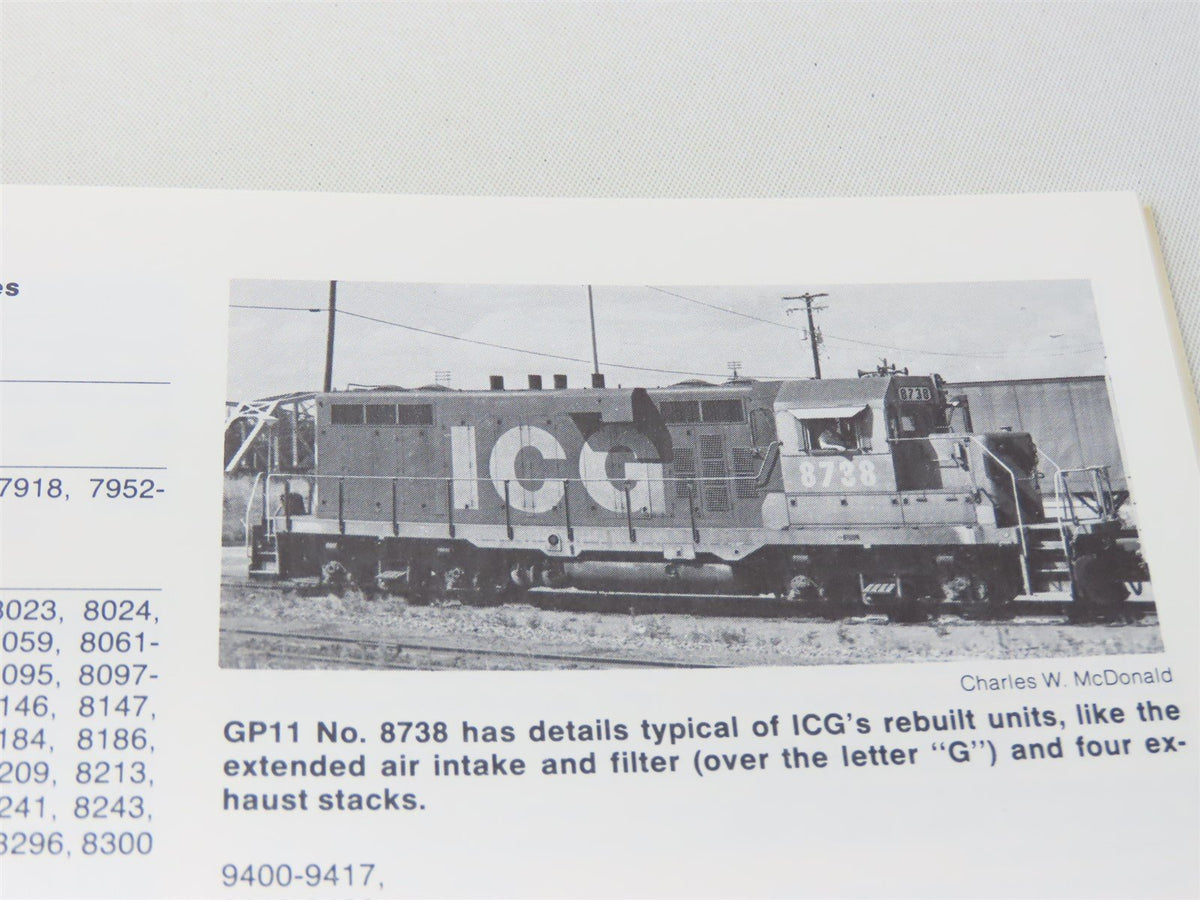 es
7918, 7952-
8023, 8024,
059, 8061-
095, 8097-
146, 8147,
184, 8186,
209, 8213,
241, 8243,
8296, 8300
8738
ICG
8738
Charles W. McDonald
GP11 No. 8738 has details typical of ICG's rebuilt units, like the
extended air intake and filter (over the letter "G") and four ex-
haust stacks.
9400-9417,